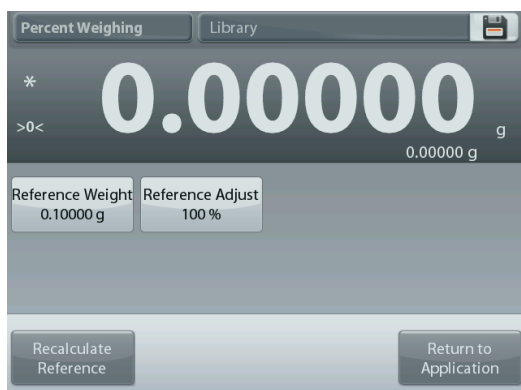 Percent Weighing
Library
*
0.00000 g
>0<
0.00000 g
Reference Weight
0.10000 g
Reference Adjust
100 %
Recalculate
Reference
Return to
Application